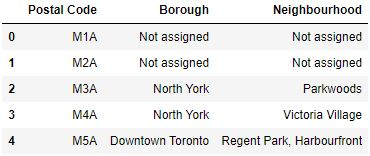 Postal Code Borough Neighbourhood
0 M1A Not assigned Not assigned
1 M2A Not assigned Not assigned
2 M3A North York Parkwoods
3 M4A North York Victoria Village
4 M5A Downtown Toronto Regent Park, Harbourfront